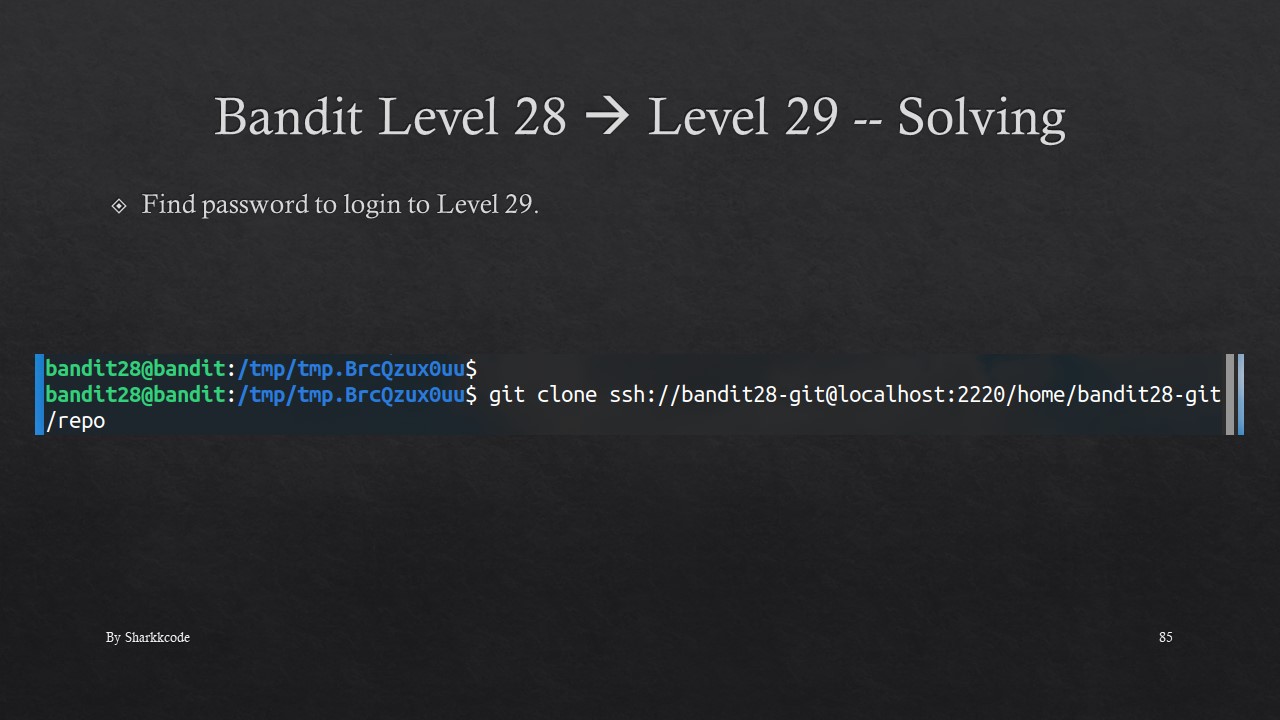 Bandit Level 28 → Level 29 -- Solving
Find password to login to Level 29.
bandit28@bandit:/tmp/tmp.BrcQzux0uu$
bandit28@bandit:/tmp/tmp.BrcQzux0uu$ git clone ssh://bandit28-git@localhost:2220/home/bandit28-git
/repo
By Sharkkcode
85